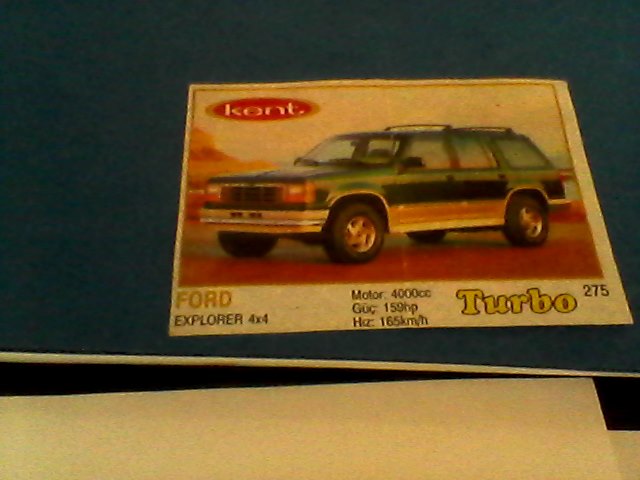 kent.
FORD
EXPLORER 4x4
Motor: 4000cc
Güç: 159hp
Hız: 165km/h
Turbo
275